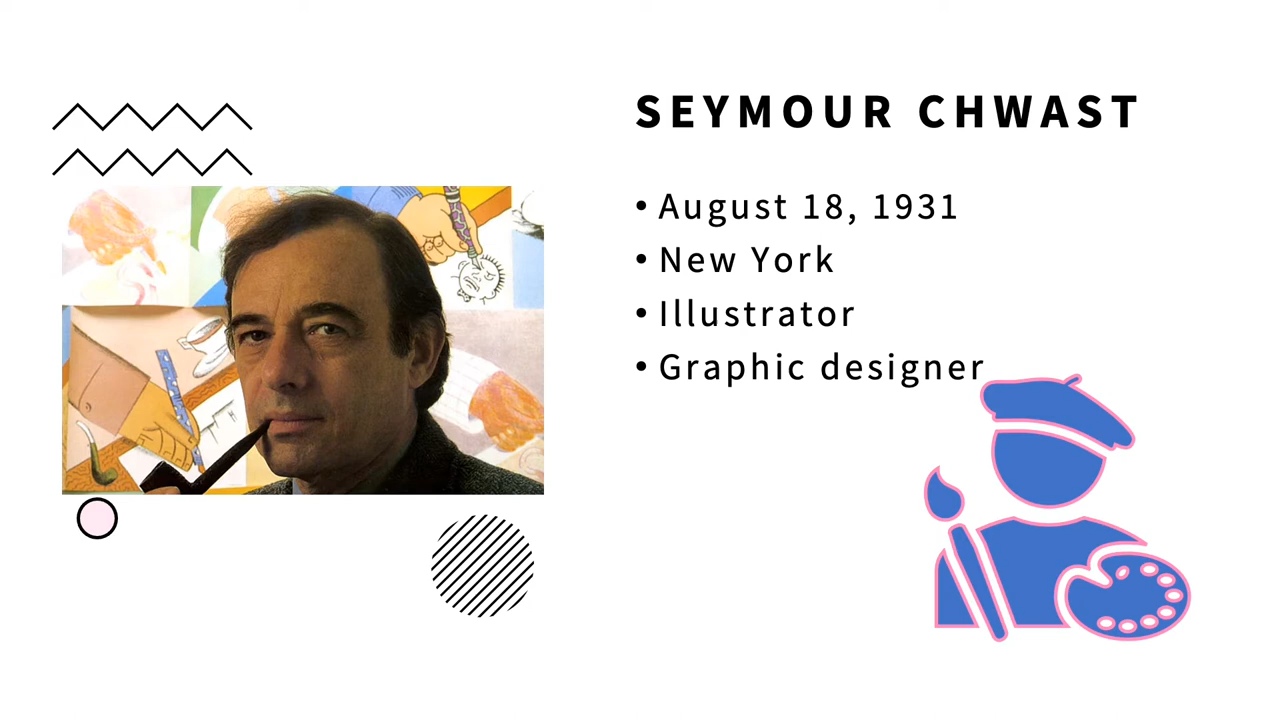 SEYMOUR CHWAST
• August 18, 1931
• New York
• Illustrator
• Graphic designer